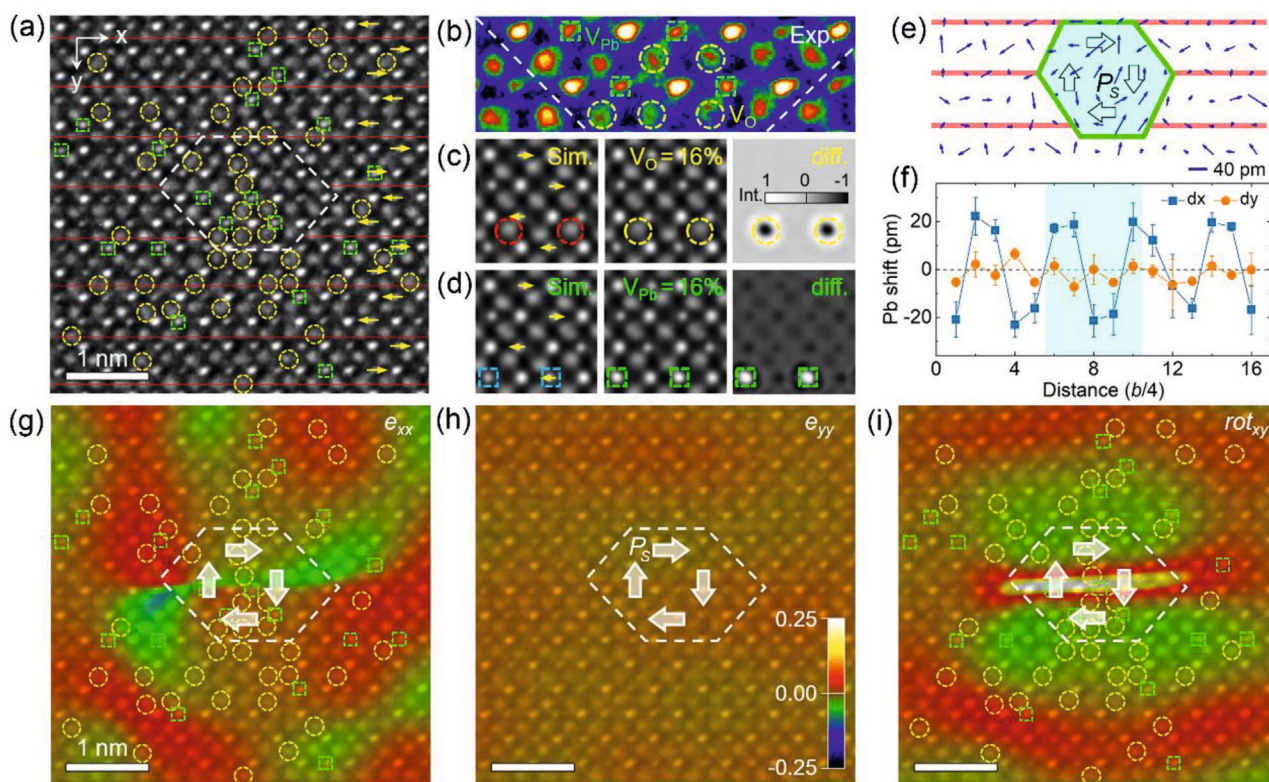 (a)
x
y
1 nm
(b)
V_Pb
Exp.
V_O
(c)
Sim.
V_O = 16%
diff.
Int.
1 0 -1
(d)
Sim.
V_Pb = 16%
diff.
(e)
P_S
40 pm
(f)
dx dy
Pb shift (pm)
20
0
-20
0 4 8 12 16
Distance (b/4)
(g)
e_xx
1 nm
(h)
e_yy
P_S
0.25
0.00
-0.25
(i)
rot_xy